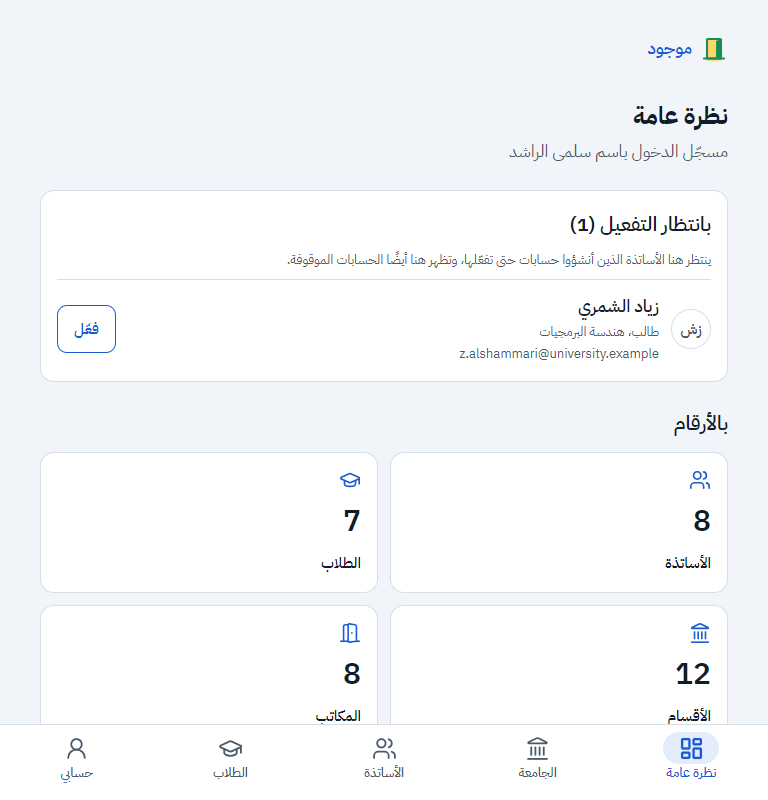 موجود
نظرة عامة
مسجّل الدخول باسم سلمى الراشد
بانتظار التفعيل (1)
ينتظر هنا الأساتذة الذين أنشؤوا حسابات حتى تفعّلها، وتظهر هنا أيضًا الحسابات الموقوفة.
زش
زياد الشمري
طالب، هندسة البرمجيات
z.alshammari@university.example
فعّل
بالأرقام
8
الأساتذة
7
الطلاب
12
الأقسام
8
المكاتب
نظرة عامة
الجامعة
الأساتذة
الطلاب
حسابي